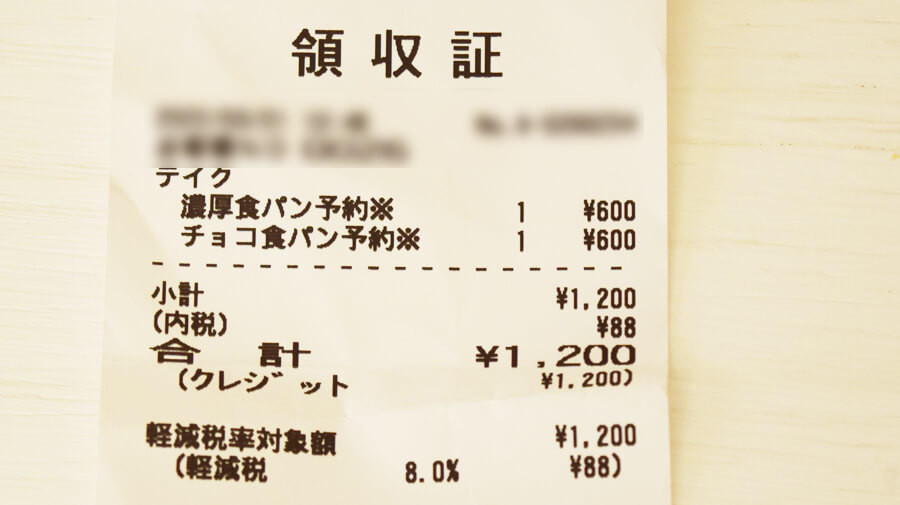 領収証
テイク
濃厚食パン予約※ 1 ¥600
チョコ食パン予約※ 1 ¥600
小計 ¥1,200
(内税) ¥88
合 計 ¥1,200
(クレジット ¥1,200)
軽減税率対象額 ¥1,200
(軽減税 8.0% ¥88)